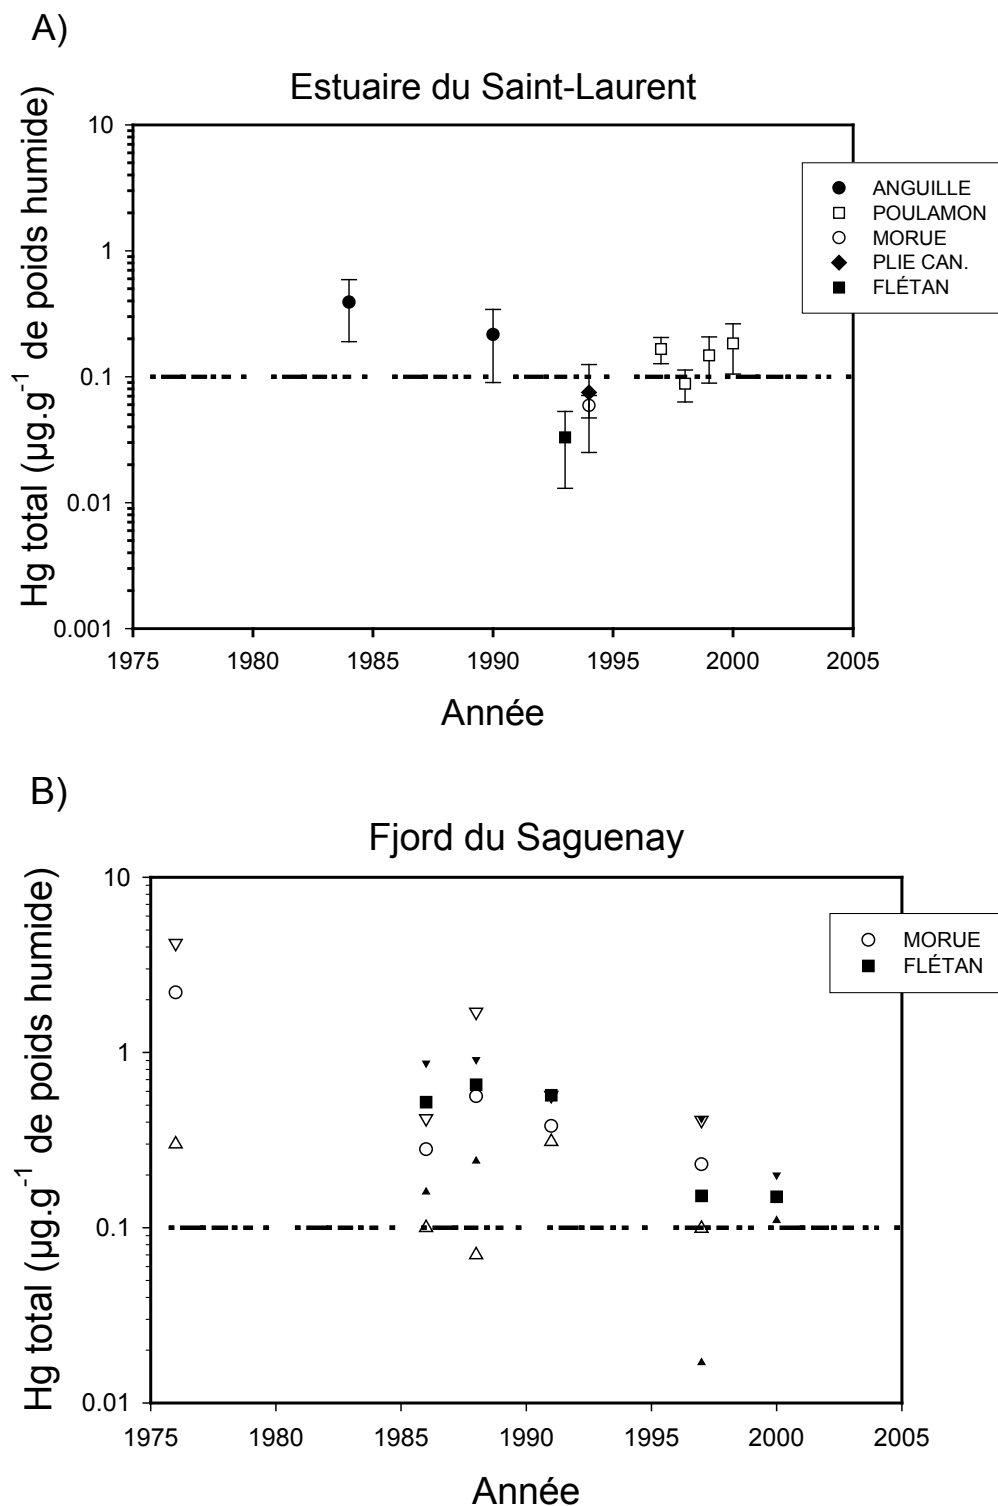 A)
Estuaire du Saint-Laurent
Hg total (µg.g⁻¹ de poids humide)
10
1
0.1
0.01
0.001
1975 1980 1985 1990 1995 2000 2005
Année
ANGUILLE
POULAMON
MORUE
PLIE CAN.
FLÉTAN
B)
Fjord du Saguenay
Hg total (µg.g⁻¹ de poids humide)
10
1
0.1
0.01
1975 1980 1985 1990 1995 2000 2005
Année
MORUE
FLÉTAN